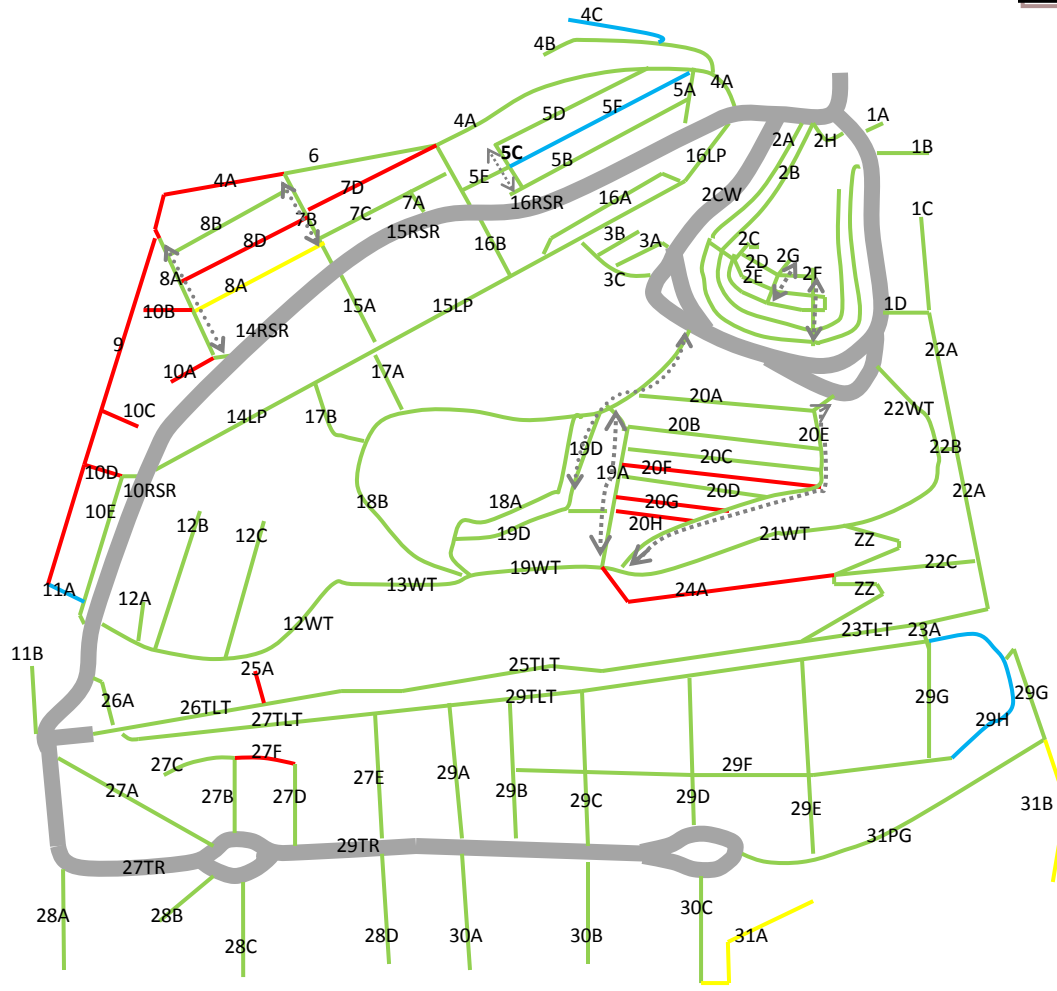 4C
4B
4A
5A
5D
5F
4A
1A
2A
2H
5C
5B
1B
6
16LP
2B
5E
4A
7D
2CW
7A
16A
16RSR
1C
8B
7B
7C
15RSR
3B
3A
2C
8D
16B
2G
2D
2F
2E
8A
8A
3C
10B
15A
15LP
1D
14RSR
9
22A
10A
17A
20A
10C
22WT
14LP
17B
20B
20E
19D
22B
20C
10D
19A
20F
10RSR
22A
20D
10E
18B
18A
20G
12B
20H
12C
19D
21WT
ZZ
19WT
22C
11A
13WT
24A
ZZ
12A
12WT
23TLT
23A
11B
25A
25TLT
26A
29G
29TLT
26TLT
29G
27TLT
29H
27F
27C
29F
27E
29A
27A
29B
27B
27D
29C
29D
31B
29E
31PG
29TR
27TR
30C
28A
28B
31A
28C
28D
30A
30B